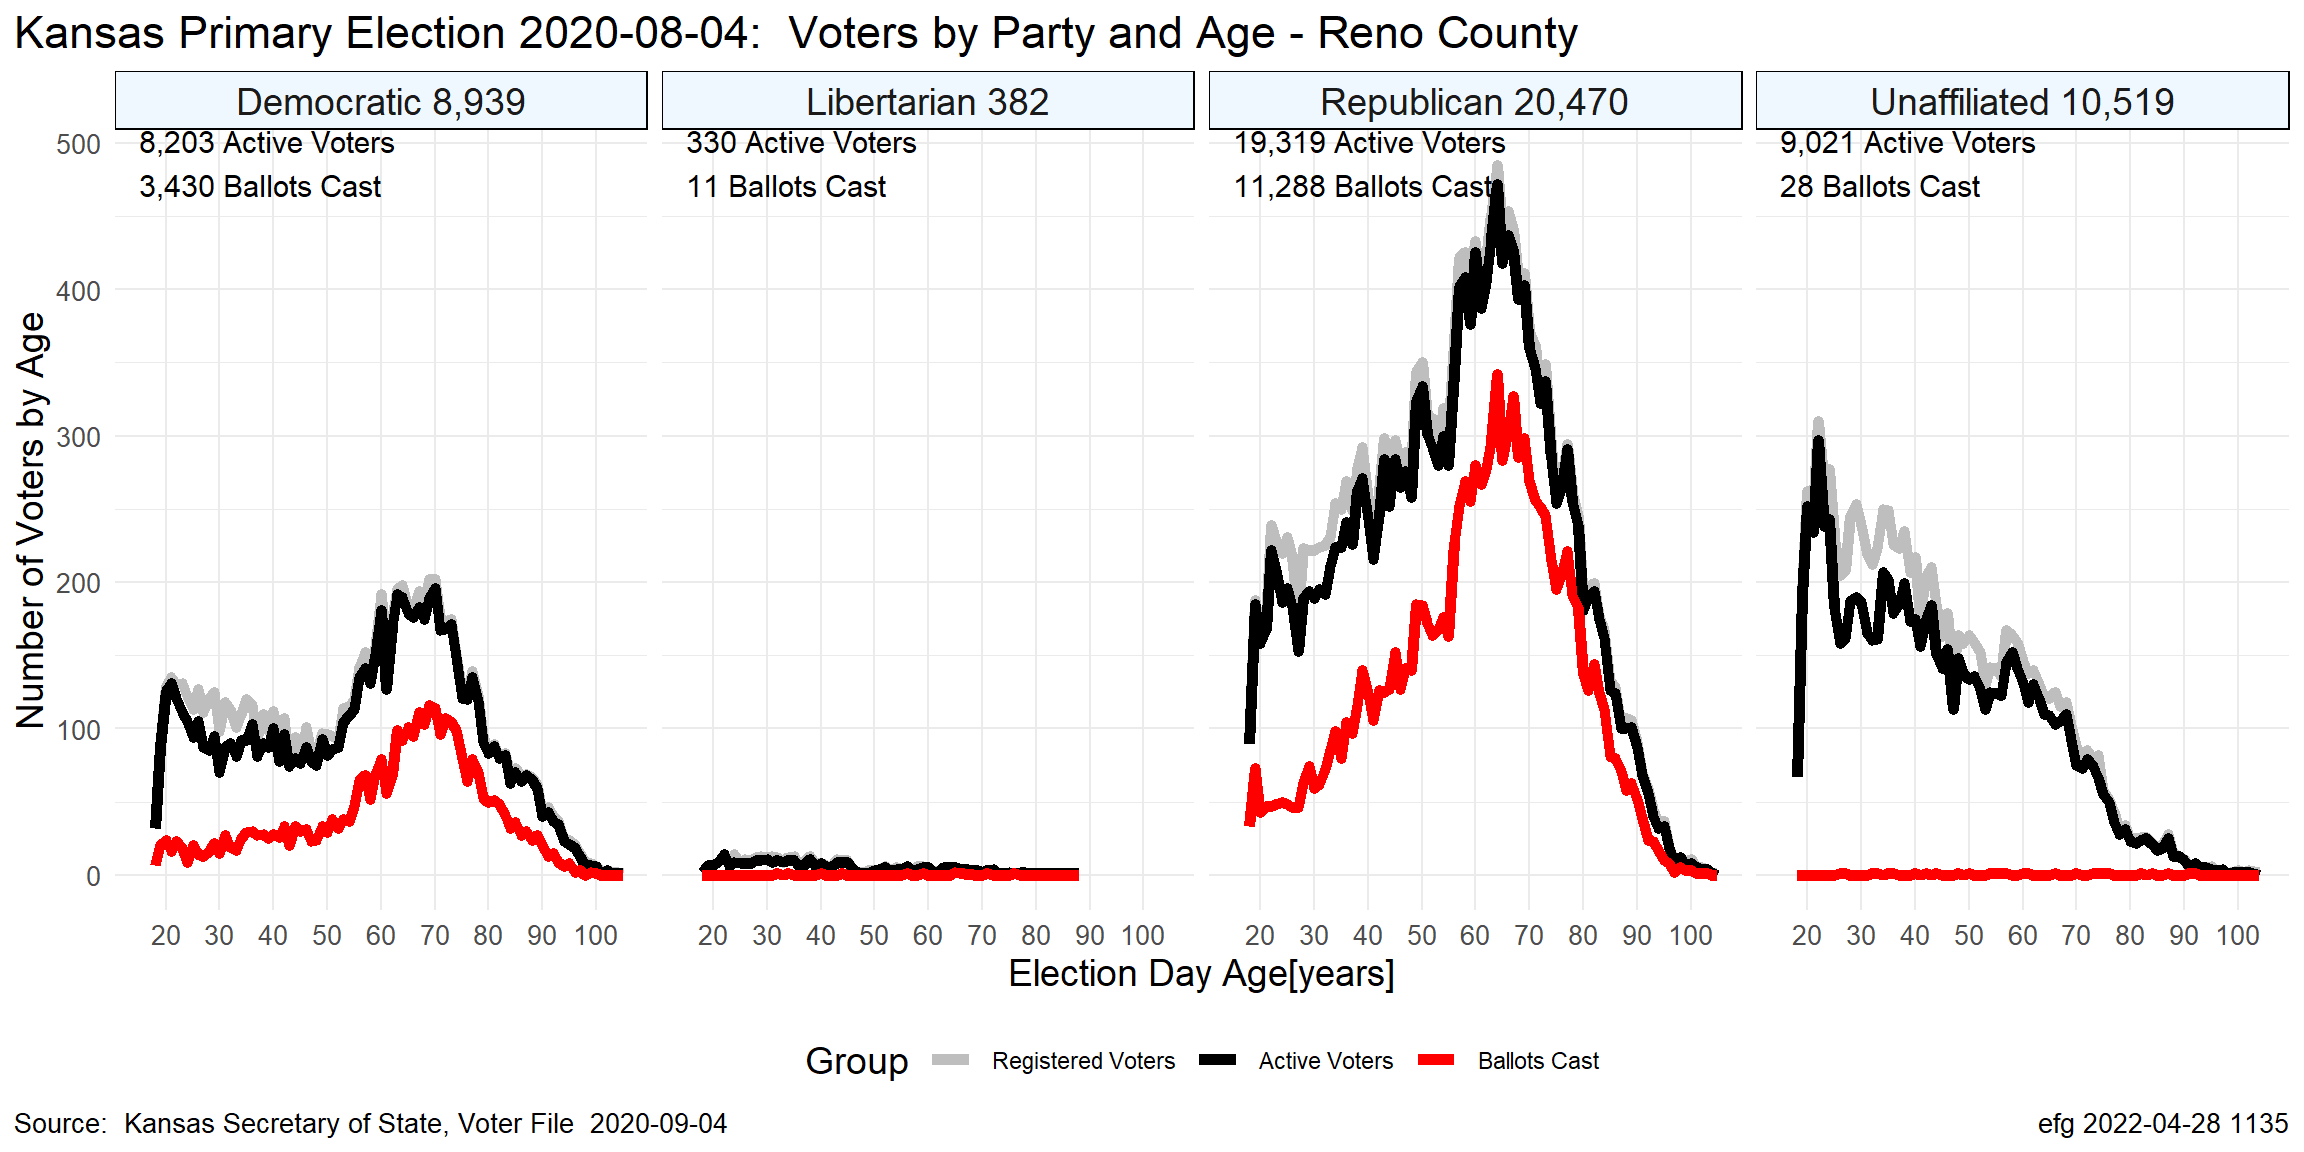 Kansas Primary Election 2020-08-04:  Voters by Party and Age - Reno County
Democratic 8,939
Libertarian 382
Republican 20,470
Unaffiliated 10,519
8,203 Active Voters
3,430 Ballots Cast
330 Active Voters
11 Ballots Cast
19,319 Active Voters
11,288 Ballots Cast
9,021 Active Voters
28 Ballots Cast
Number of Voters by Age
500
400
300
200
100
0
20 30 40 50 60 70 80 90 100
20 30 40 50 60 70 80 90 100
20 30 40 50 60 70 80 90 100
20 30 40 50 60 70 80 90 100
Election Day Age[years]
Group Registered Voters Active Voters Ballots Cast
Source:  Kansas Secretary of State, Voter File  2020-09-04
efg 2022-04-28 1135